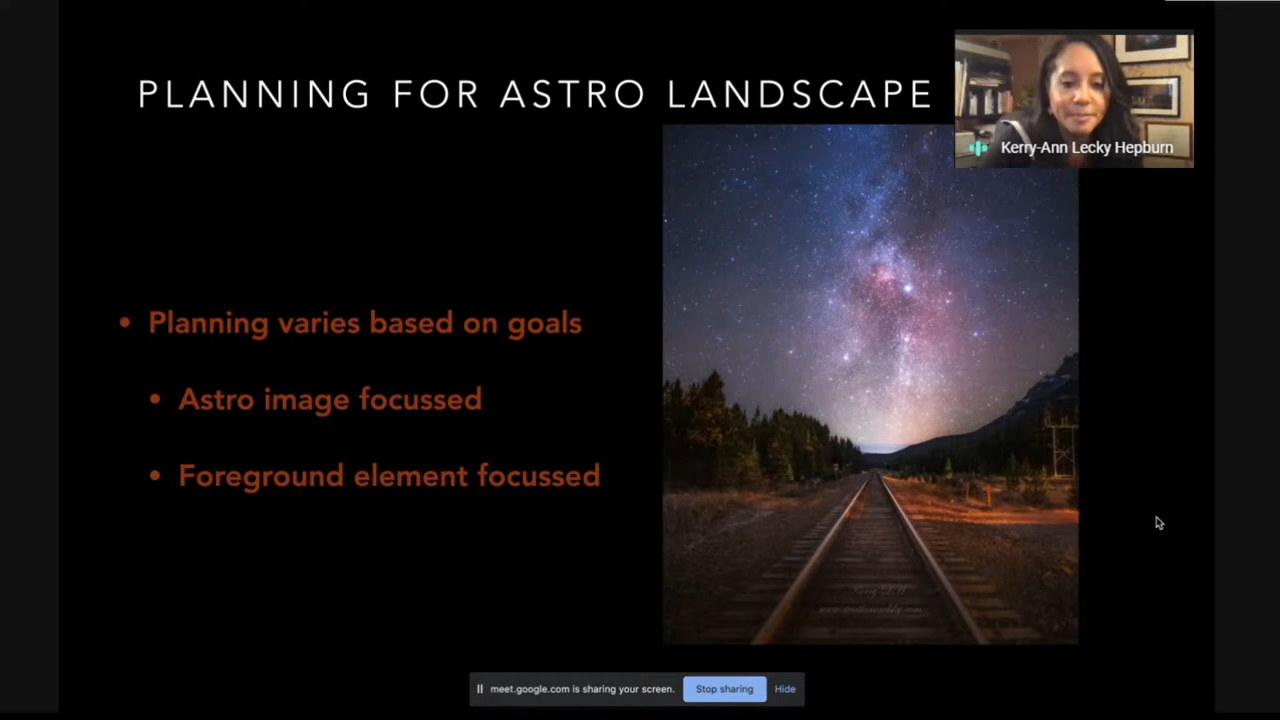 PLANNING FOR ASTRO LANDSCAPE
Kerry-Ann Lecky Hepburn
• Planning varies based on goals
• Astro image focussed
• Foreground element focussed
meet.google.com is sharing your screen.
Stop sharing
Hide